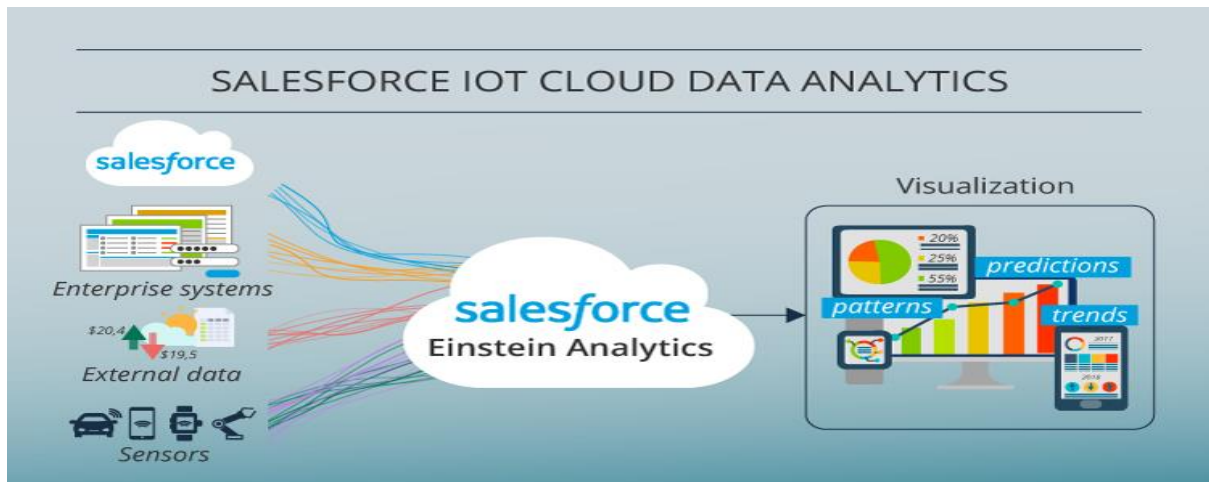 SALESFORCE IOT CLOUD DATA ANALYTICS
salesforce
Enterprise systems
$20,4
$19,5
External data
Sensors
salesforce
Einstein Analytics
Visualization
20%
25%
55%
predictions
patterns
trends
2017
2018